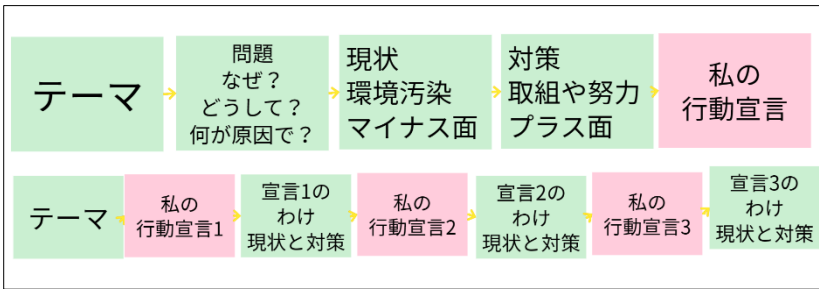 テーマ
問題
なぜ？
どうして？
何が原因で？
現状
環境汚染
マイナス面
対策
取組や努力
プラス面
私の
行動宣言
テーマ
私の
行動宣言1
宣言1の
わけ
現状と対策
私の
行動宣言2
宣言2の
わけ
現状と対策
私の
行動宣言3
宣言3の
わけ
現状と対策